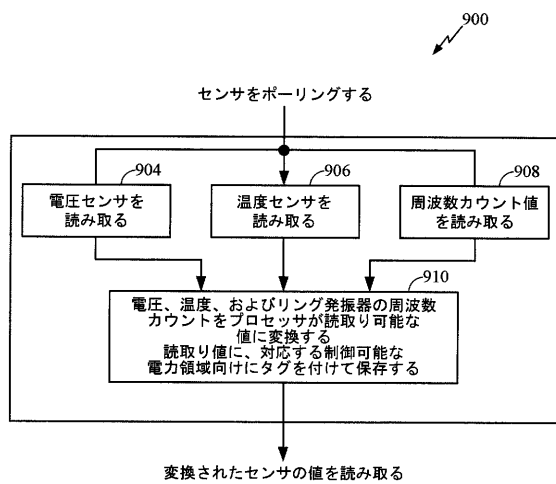 900
センサをポーリングする
904
電圧センサを
読み取る
906
温度センサを
読み取る
908
周波数カウント値
を読み取る
910
電圧、温度、およびリング発振器の周波数
カウントをプロセッサが読取り可能な
値に変換する
読取り値に、対応する制御可能な
電力領域向けにタグを付けて保存する
変換されたセンサの値を読み取る